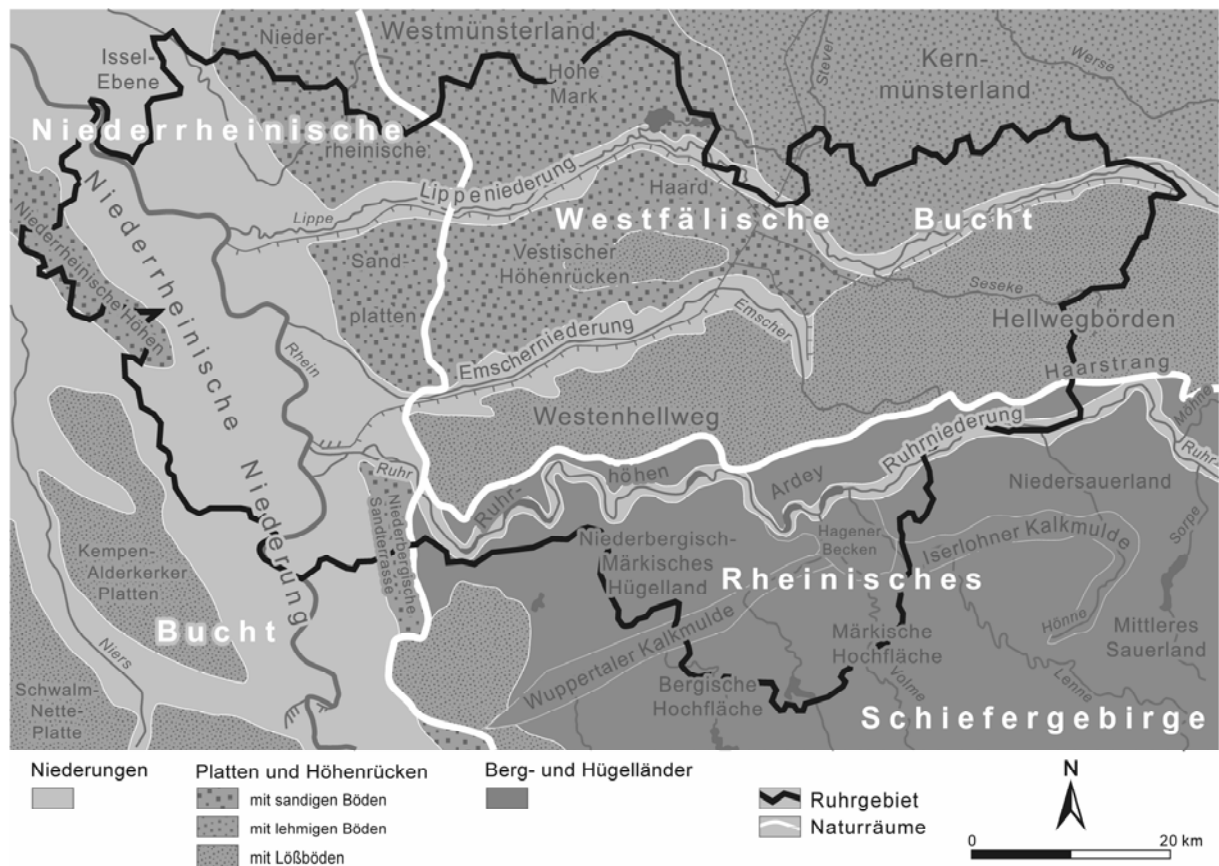 Issel-
Ebene
Nieder-
Westmünsterland
Hohe
Mark
Stever
Kern-
münsterland
Werse
Niederrheinische
rheinische
Lippeniederung
Lippe
Haard
Westfälische
Bucht
Niederrheinische
Höhen
Niederrheinische
Niederung
Sand-
platten
Vestischer
Höhenrücken
Emscher
Seseke
Hellwegbörden
Rhein
Emscherniederung
Haarstrang
Westenhellweg
Ruhrniederung
Möhne
Ruhr
Ruhr
Ruhr-
höhen
Ardey
Niedersauerland
Sorpe
Niederbergische
Sandterrasse
Niederbergisch-
Märkisches
Hügelland
Hagener
Becken
Iserlohner Kalkmulde
Kempen-
Alderkerker
Platten
Rheinisches
Bucht
Niers
Wuppertaler Kalkmulde
Märkische
Hochfläche
Hönne
Mittleres
Sauerland
Schwalm-
Nette-
Platte
Bergische
Hochfläche
Volme
Lenne
Schiefergebirge
Niederungen
Platten und Höhenrücken
mit sandigen Böden
mit lehmigen Böden
mit Lößböden
Berg- und Hügelländer
Ruhrgebiet
Naturräume
N
0 20 km